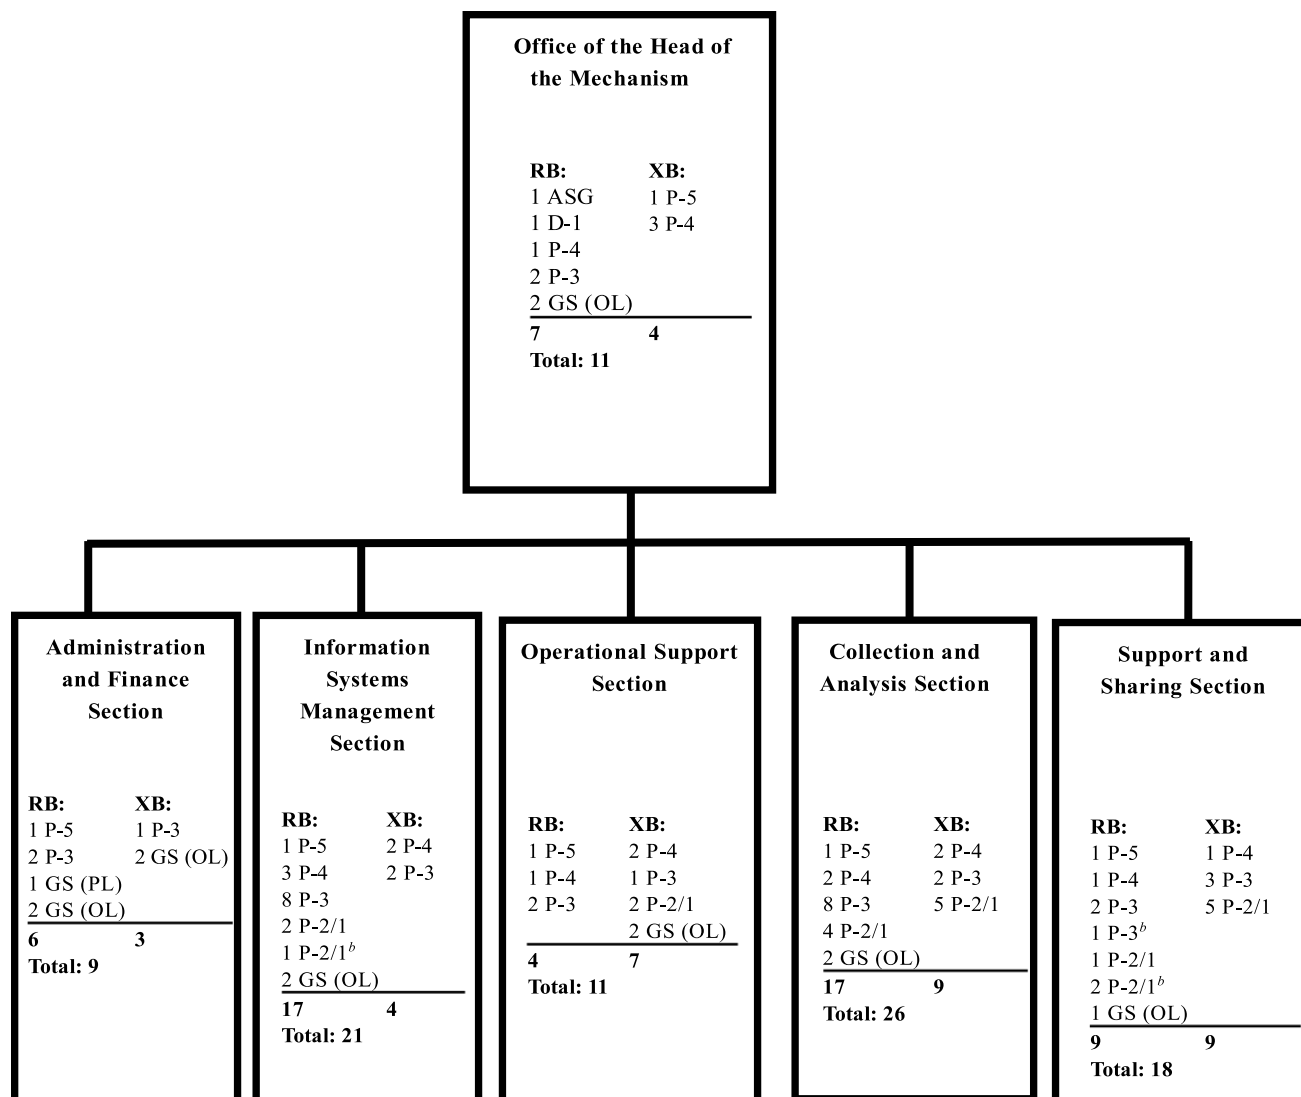 Office of the Head of
the Mechanism
RB: XB:
1 ASG 1 P-5
1 D-1 3 P-4
1 P-4
2 P-3
2 GS (OL)
7 4
Total: 11
Administration
and Finance
Section
RB: XB:
1 P-5 1 P-3
2 P-3 2 GS (OL)
1 GS (PL)
2 GS (OL)
6 3
Total: 9
Information
Systems
Management
Section
RB: XB:
1 P-5 2 P-4
3 P-4 2 P-3
8 P-3
2 P-2/1
1 P-2/1b
2 GS (OL)
17 4
Total: 21
Operational Support
Section
RB: XB:
1 P-5 2 P-4
1 P-4 1 P-3
2 P-3 2 P-2/1
2 GS (OL)
4 7
Total: 11
Collection and
Analysis Section
RB: XB:
1 P-5 2 P-4
2 P-4 2 P-3
8 P-3 5 P-2/1
4 P-2/1
2 GS (OL)
17 9
Total: 26
Support and
Sharing Section
RB: XB:
1 P-5 1 P-4
1 P-4 3 P-3
2 P-3 5 P-2/1
1 P-3b
1 P-2/1
2 P-2/1b
1 GS (OL)
9 9
Total: 18